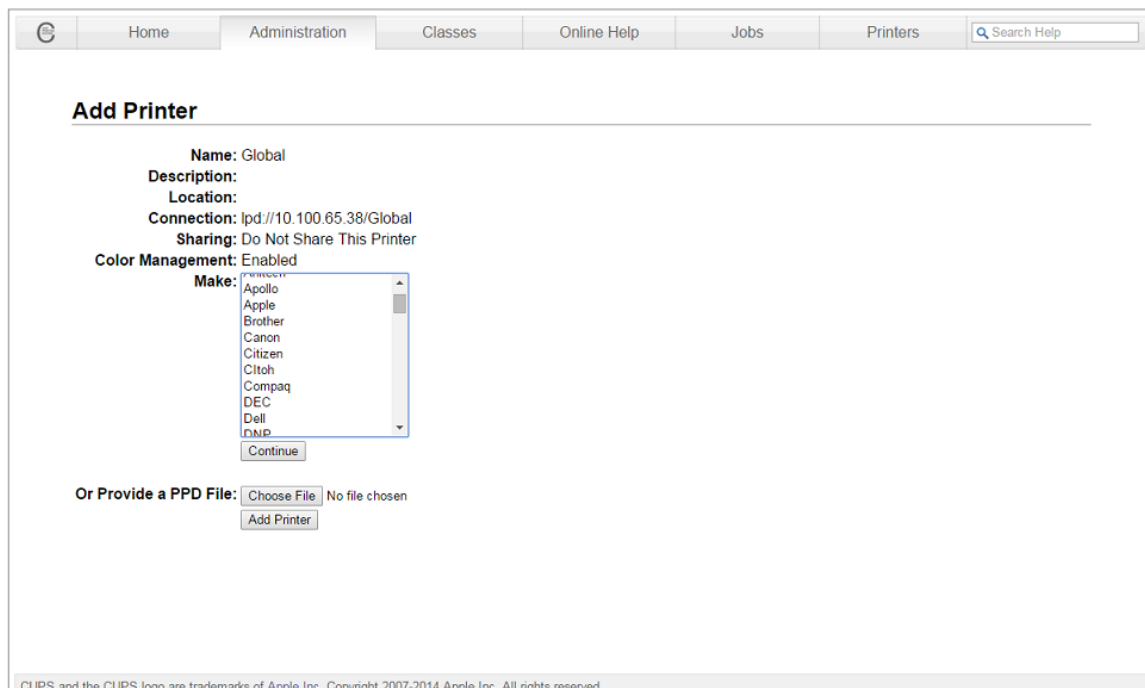 Home Administration Classes Online Help Jobs Printers Search Help
Add Printer
Name: Global
Description:
Location:
Connection: lpd://10.100.65.38/Global
Sharing: Do Not Share This Printer
Color Management: Enabled
Make:
Apollo
Apple
Brother
Canon
Citizen
CItoh
Compaq
DEC
Dell
DNP
Continue
Or Provide a PPD File: Choose File No file chosen
Add Printer
CUPS and the CUPS logo are trademarks of Apple Inc. Copyright 2007-2014 Apple Inc. All rights reserved.